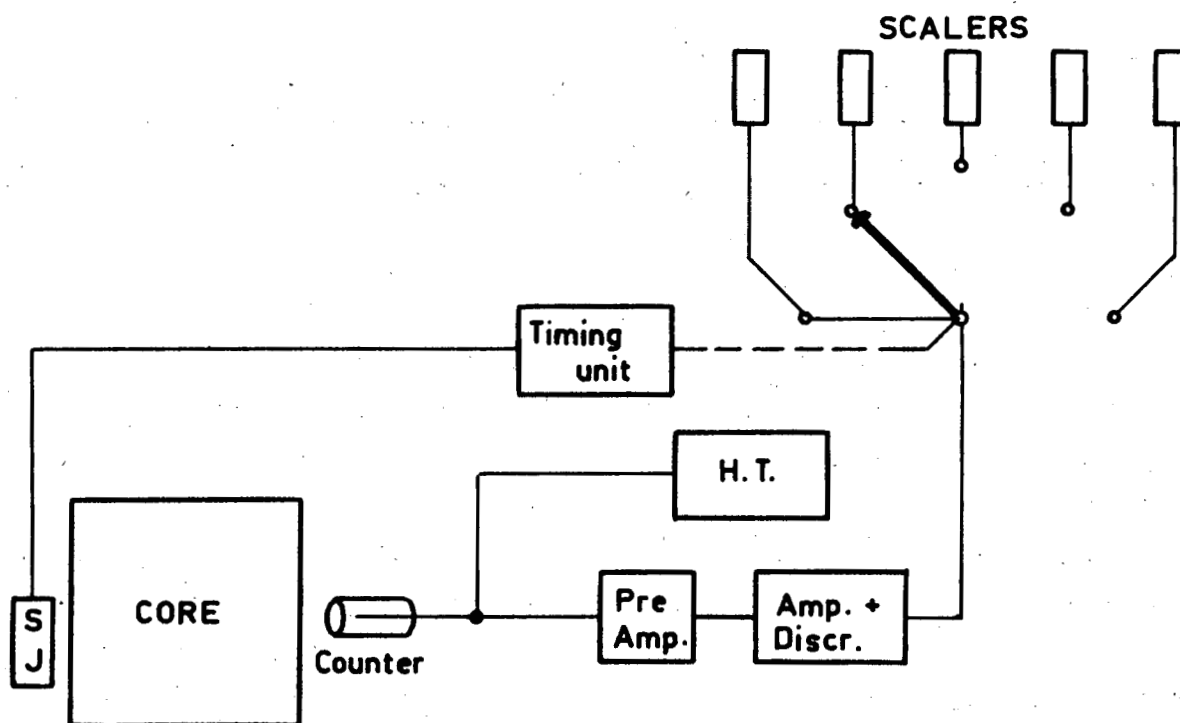 SCALERS
Timing
unit
H.T.
S
J
CORE
Counter
Pre
Amp.
Amp. +
Discr.